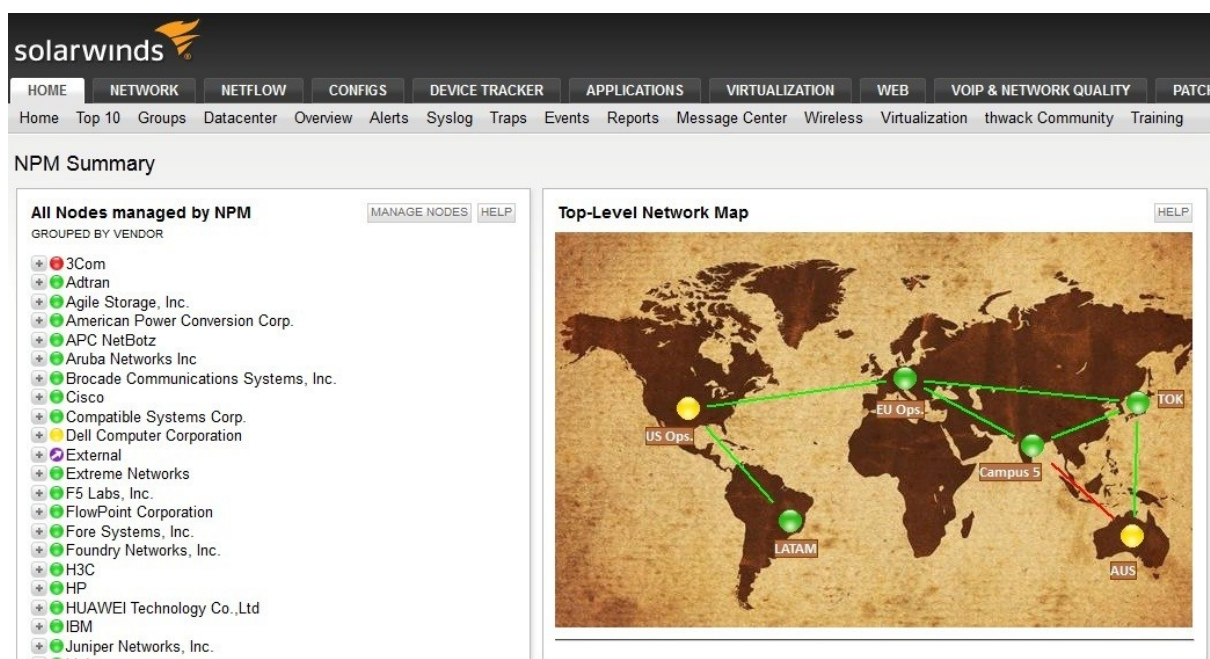 solarwinds
HOME NETWORK NETFLOW CONFIGS DEVICE TRACKER APPLICATIONS VIRTUALIZATION WEB VOIP & NETWORK QUALITY PATCH
Home Top 10 Groups Datacenter Overview Alerts Syslog Traps Events Reports Message Center Wireless Virtualization thwack Community Training
NPM Summary
All Nodes managed by NPM MANAGE NODES HELP
GROUPED BY VENDOR
3Com
Adtran
Agile Storage, Inc.
American Power Conversion Corp.
APC NetBotz
Aruba Networks Inc
Brocade Communications Systems, Inc.
Cisco
Compatible Systems Corp.
Dell Computer Corporation
External
Extreme Networks
F5 Labs, Inc.
FlowPoint Corporation
Fore Systems, Inc.
Foundry Networks, Inc.
H3C
HP
HUAWEI Technology Co.,Ltd
IBM
Juniper Networks, Inc.
Top-Level Network Map HELP
TOK
EU Ops.
US Ops.
Campus 5
LATAM
AUS